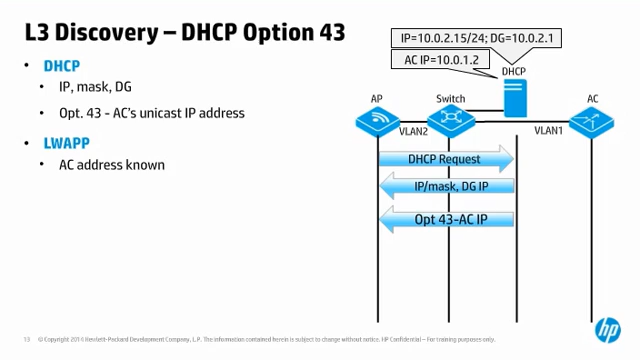 L3 Discovery – DHCP Option 43
• DHCP
• IP, mask, DG
• Opt. 43 - AC's unicast IP address
• LWAPP
• AC address known
IP=10.0.2.15/24; DG=10.0.2.1
AC IP=10.0.1.2
DHCP
AP
Switch
AC
VLAN2
VLAN1
DHCP Request
IP/mask, DG IP
Opt 43-AC IP
13 © Copyright 2014 Hewlett-Packard Development Company, L.P. The information contained herein is subject to change without notice. HP Confidential – For training purposes only.
hp